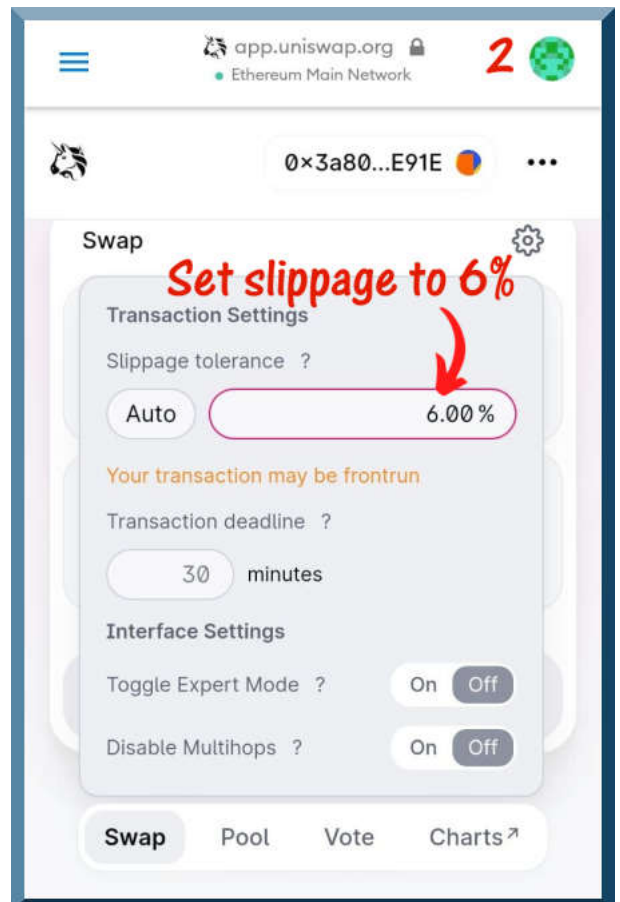 app.uniswap.org
2
Ethereum Main Network
0×3a80...E91E
...
Swap
Set slippage to 6%
Transaction Settings
Slippage tolerance ?
Auto
6.00 %
Your transaction may be frontrun
Transaction deadline ?
30 minutes
Interface Settings
Toggle Expert Mode ?
On Off
Disable Multihops ?
On Off
Swap Pool Vote Charts↗